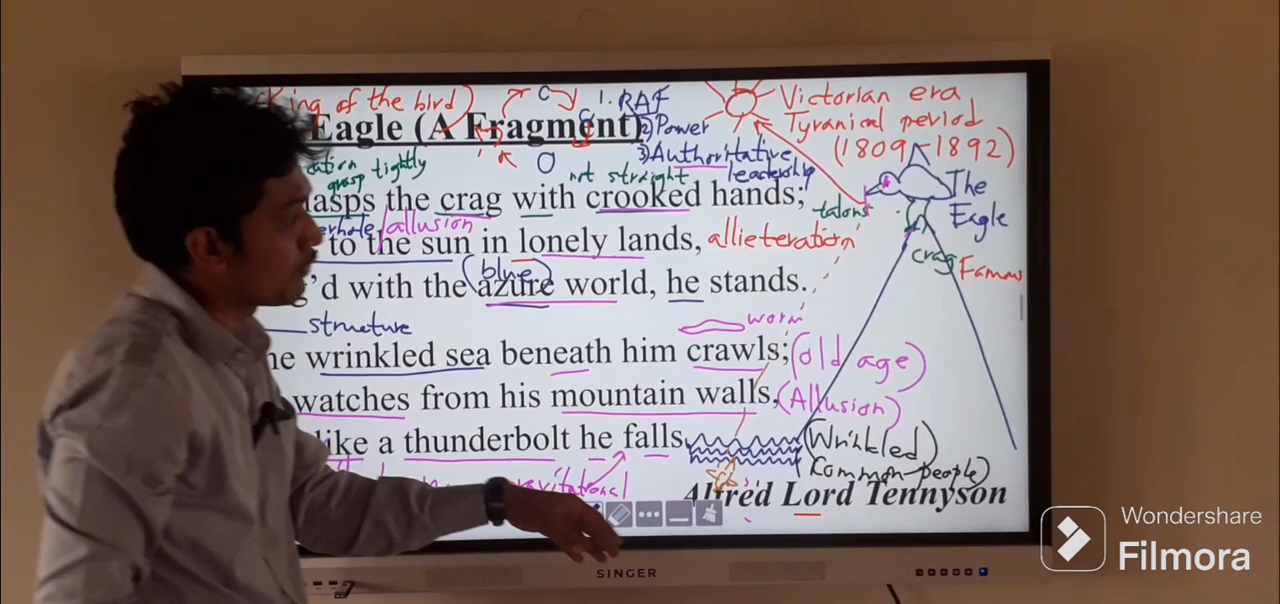 king of the bird)
C
1. RAF
Victorian era
Eagle (A Fragment)
2) Power
Tyranical period
3) Authoritative
leadership
(1809-1892)
tightly
grasp
not straight
asps the crag with crooked hands;
talons
The
Eagle
allusion
to the sun in lonely lands,
allieteration
crag
(blue)
'd with the azure world, he stands.
structure
worm
he wrinkled sea beneath him crawls;
(old age)
watches from his mountain walls,
(Allusion)
like a thunderbolt he falls.
(Wrinkled)
Common people)
Alfred Lord Tennyson
SINGER
Wondershare
Filmora